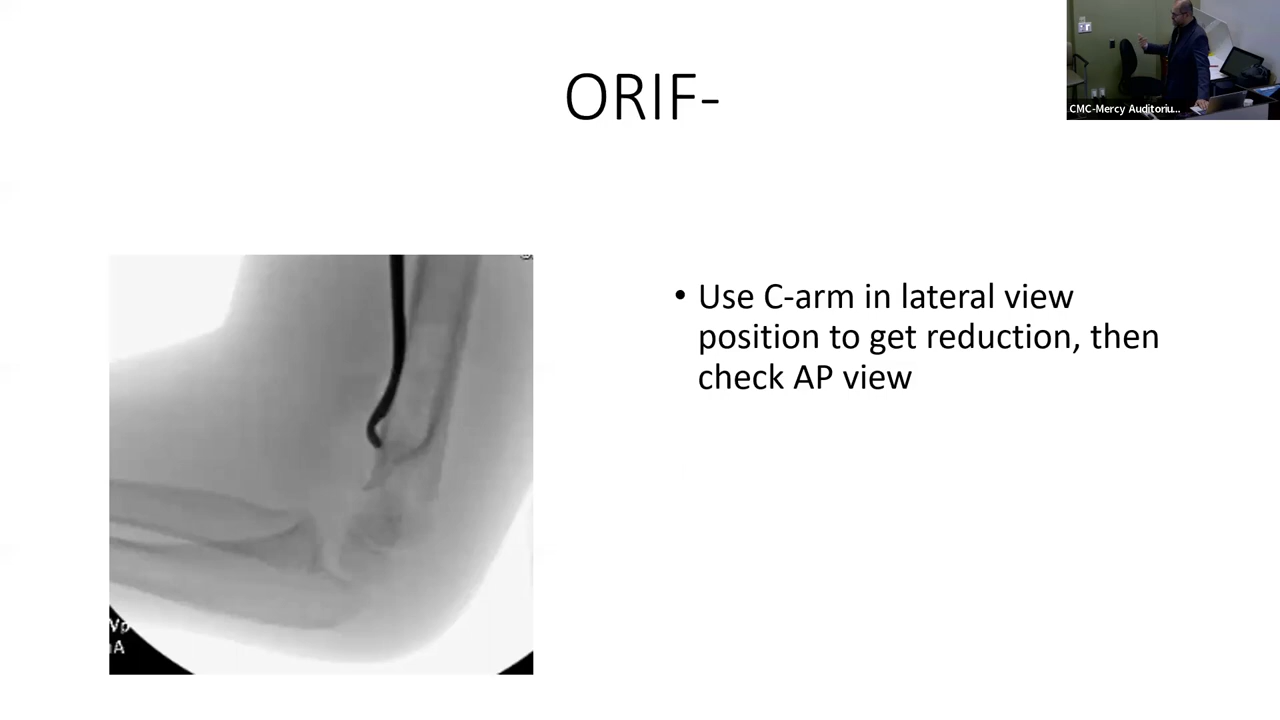 ORIF-
CMC-Mercy Auditoriu...
• Use C-arm in lateral view
position to get reduction, then
check AP view